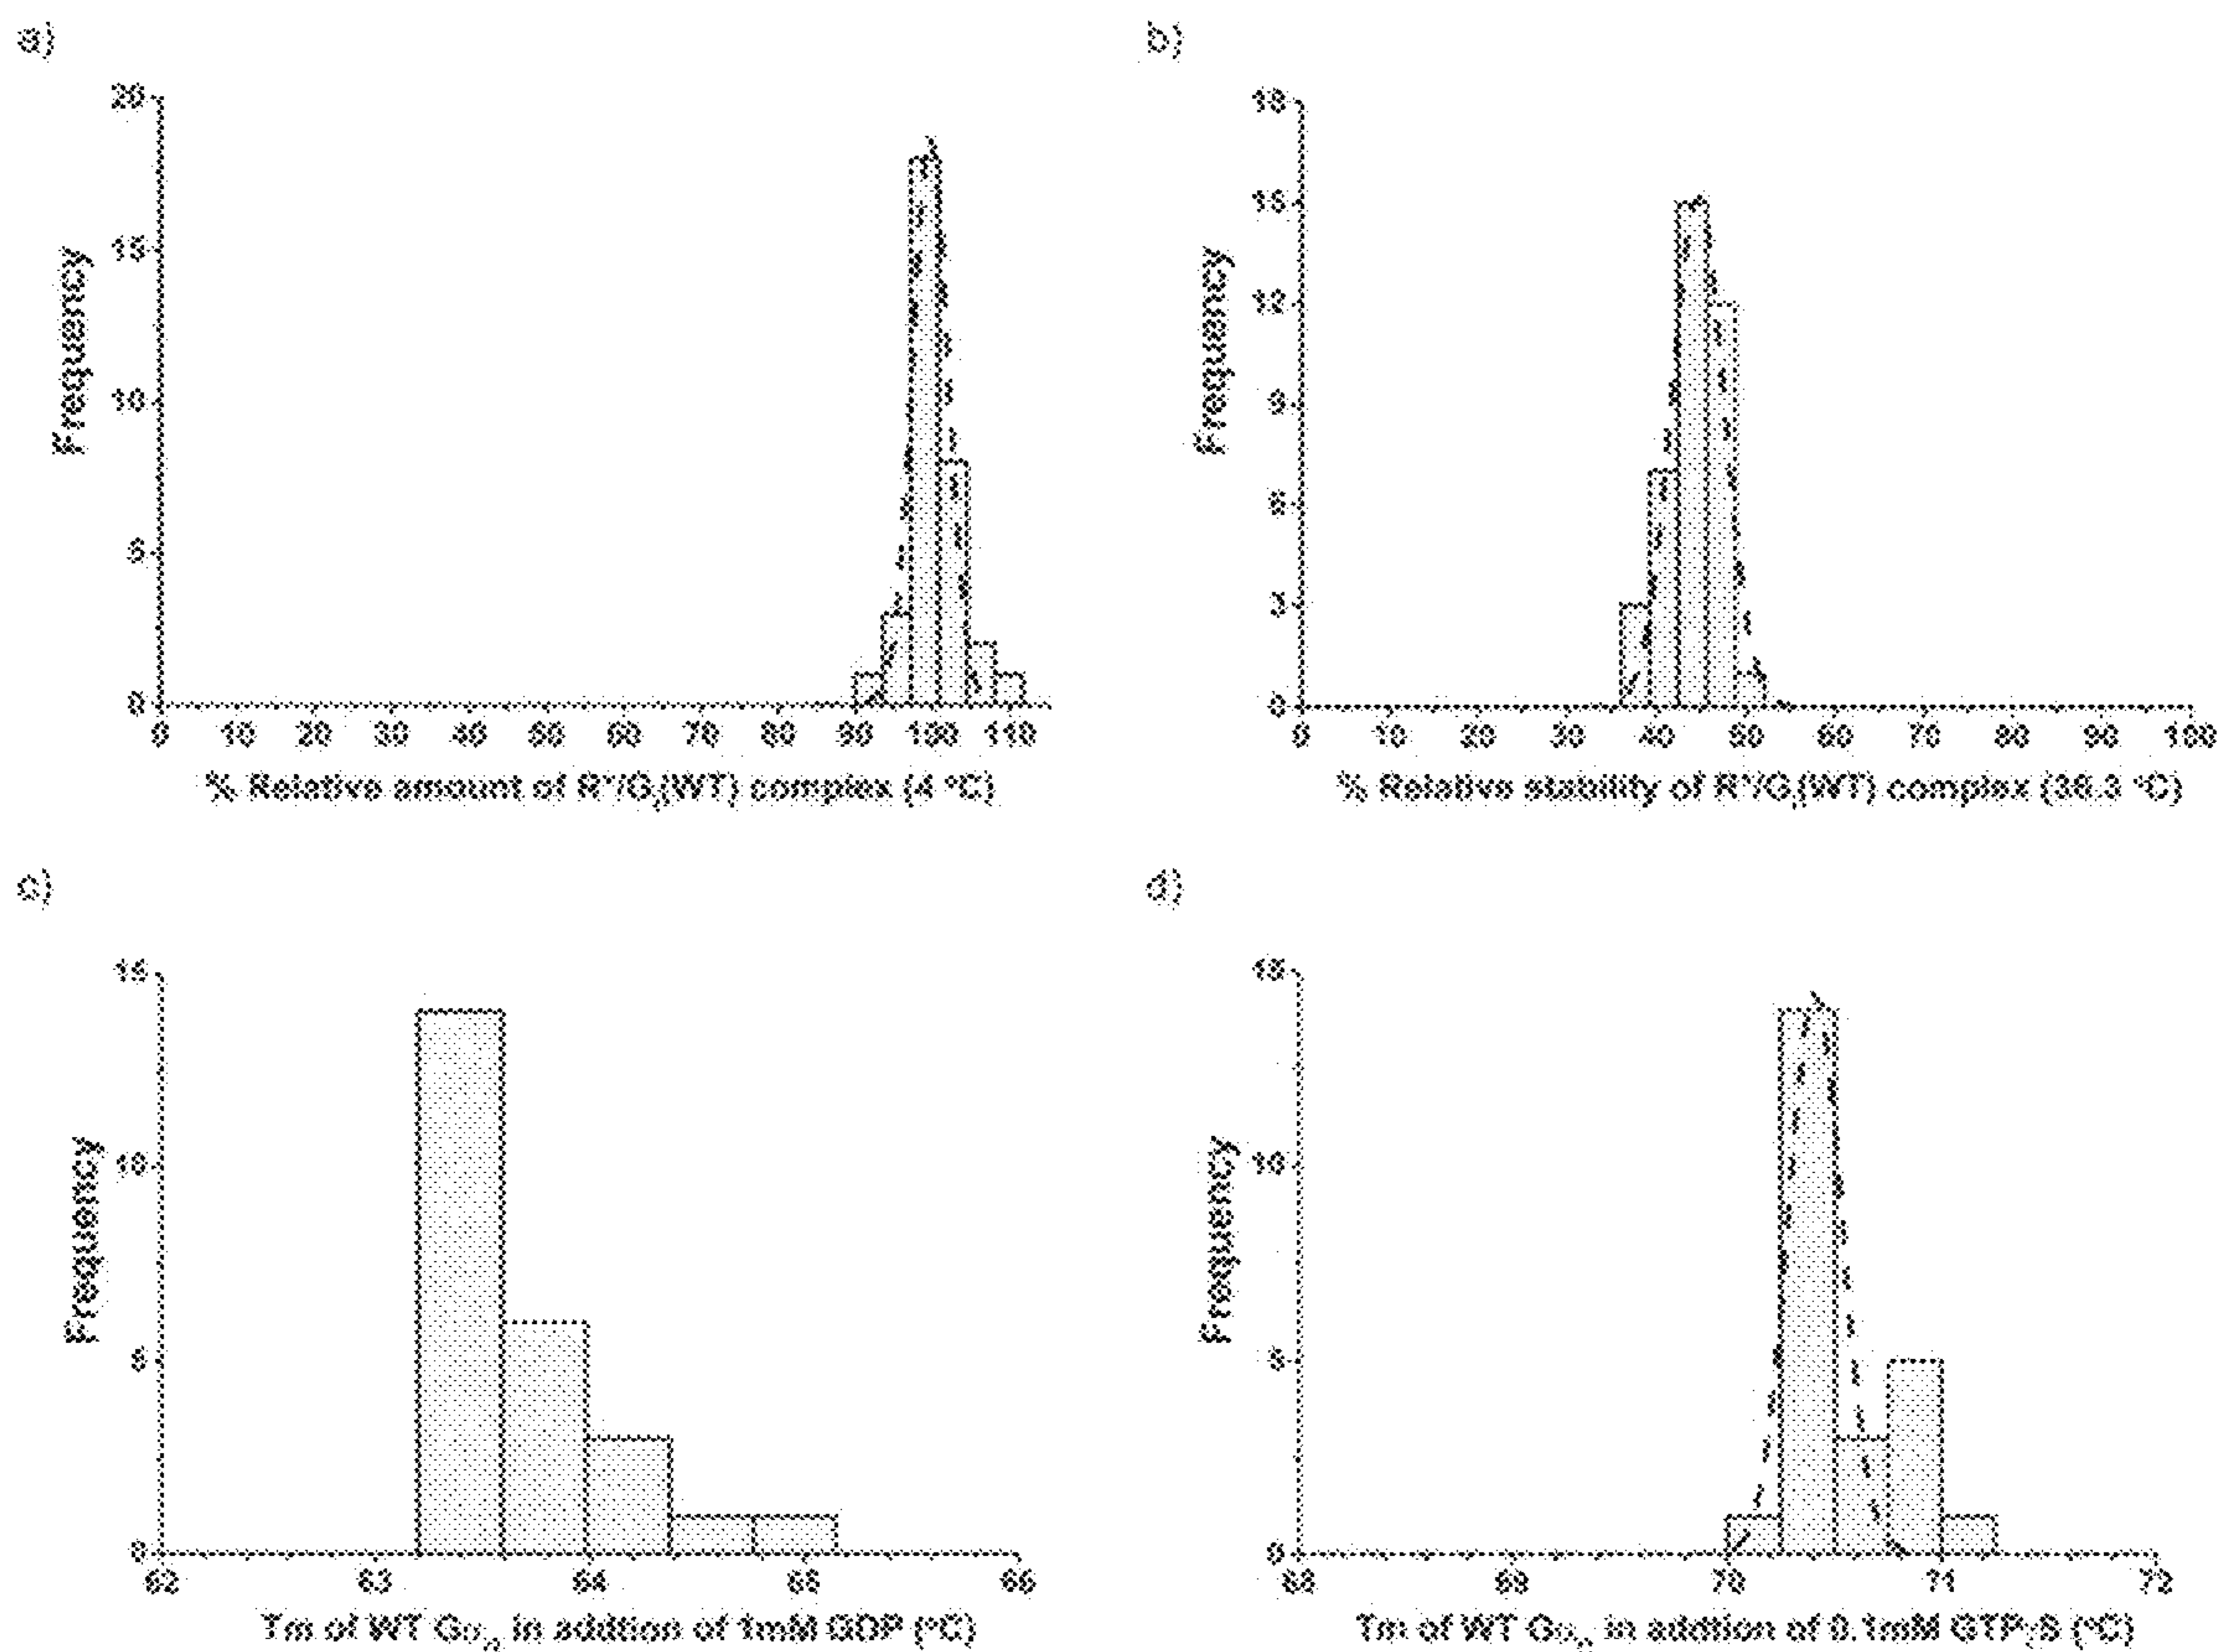 a)
20
15
10
5
0
Frequency
0 10 20 30 40 50 60 70 80 90 100 110
% Relative amount of R*/Gᵢ(WT) complex (4 °C)
b)
18
15
12
9
6
3
0
Frequency
0 10 20 30 40 50 60 70 80 90 100
% Relative stability of R*/Gᵢ(WT) complex (36.3 °C)
c)
15
10
5
0
Frequency
62 63 64 65 66
Tm of WT Gαᵢ₁ in addition of 1mM GDP (°C)
d)
15
10
5
0
Frequency
68 69 70 71 72
Tm of WT Gαᵢ₁ in addition of 0.1mM GTPγS (°C)